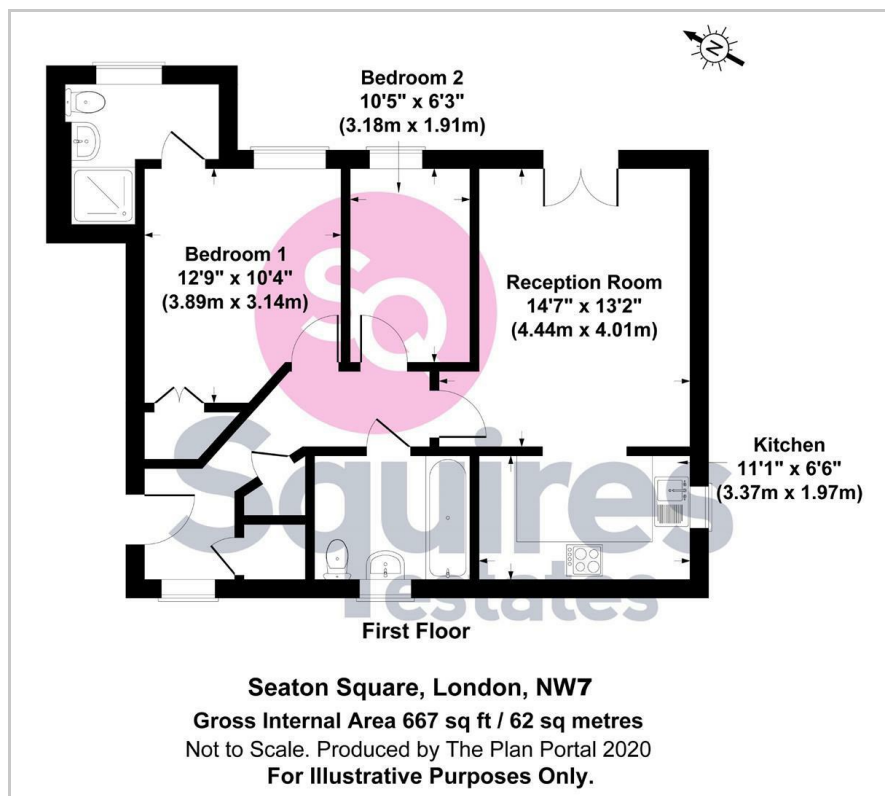 N
Bedroom 2
10'5" x 6'3"
(3.18m x 1.91m)
Bedroom 1
12'9" x 10'4"
(3.89m x 3.14m)
Reception Room
14'7" x 13'2"
(4.44m x 4.01m)
Kitchen
11'1" x 6'6"
(3.37m x 1.97m)
SQ
Squires
estates
First Floor
Seaton Square, London, NW7
Gross Internal Area 667 sq ft / 62 sq metres
Not to Scale. Produced by The Plan Portal 2020
For Illustrative Purposes Only.